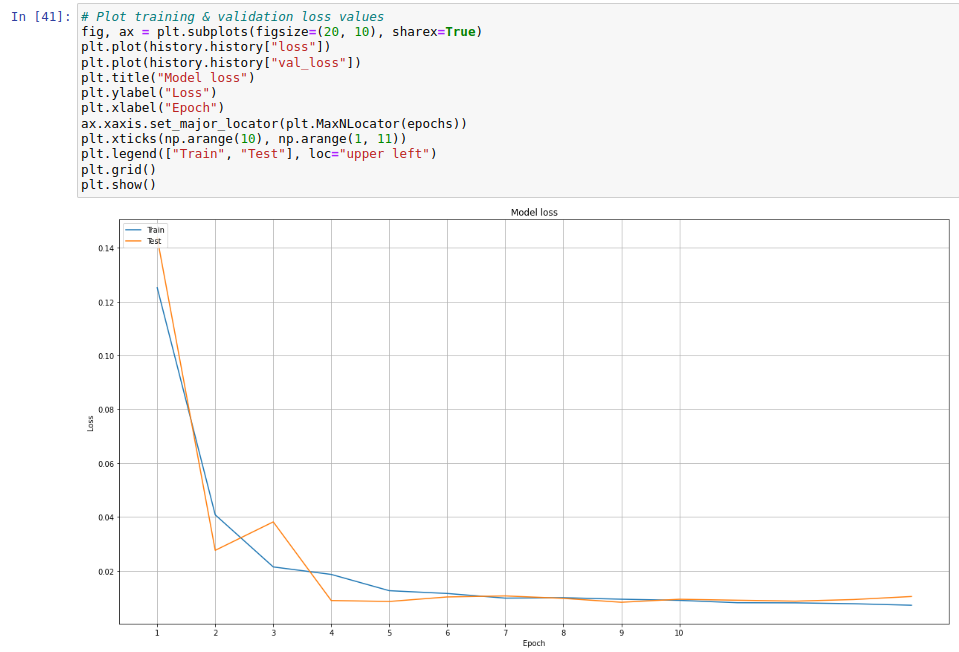 In [41]: # Plot training & validation loss values
fig, ax = plt.subplots(figsize=(20, 10), sharex=True)
plt.plot(history.history["loss"])
plt.plot(history.history["val_loss"])
plt.title("Model loss")
plt.ylabel("Loss")
plt.xlabel("Epoch")
ax.xaxis.set_major_locator(plt.MaxNLocator(epochs))
plt.xticks(np.arange(10), np.arange(1, 11))
plt.legend(["Train", "Test"], loc="upper left")
plt.grid()
plt.show()
Model loss
Train
Test
0.14
0.12
0.10
0.08
0.06
0.04
0.02
Loss
1 2 3 4 5 6 7 8 9 10
Epoch